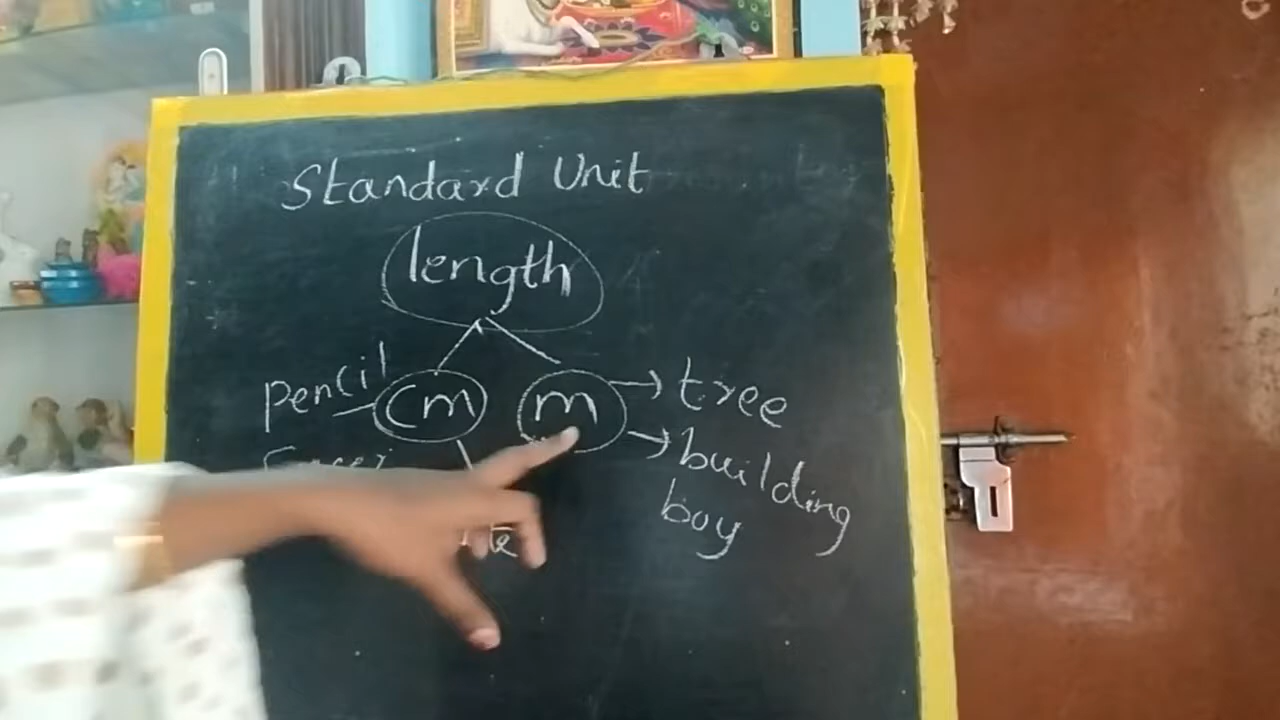 Standard Unit
length
pencil cm m tree
building
boy